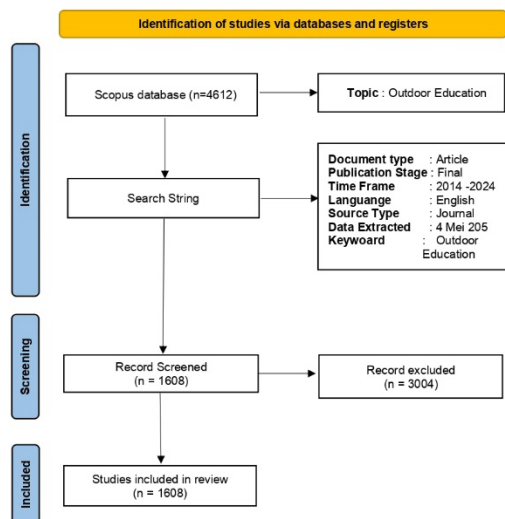 Identification of studies via databases and registers
Identification
Scopus database (n=4612)
Topic : Outdoor Education
Search String
Document type : Article
Publication Stage : Final
Time Frame : 2014 -2024
Languange : English
Source Type : Journal
Data Extracted : 4 Mei 205
Keywoard : Outdoor
Education
Screening
Record Screened
(n = 1608)
Record excluded
(n = 3004)
Included
Studies included in review
(n = 1608)